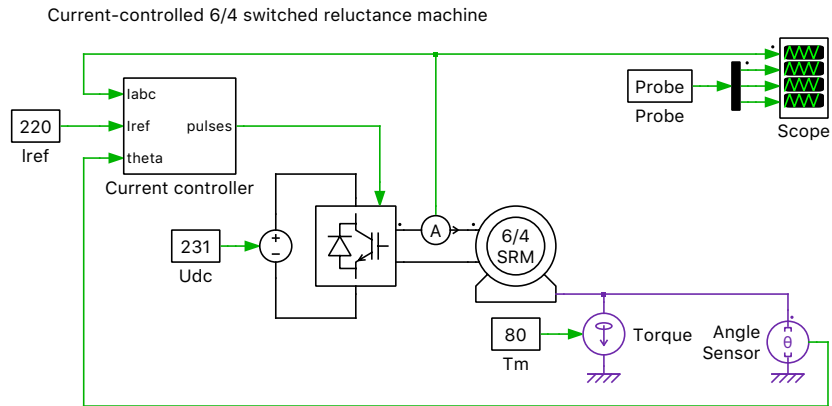 Current-controlled 6/4 switched reluctance machine
Iabc
Iref
theta
pulses
Current controller
220
Iref
Probe
Probe
Scope
231
Udc
+
−
A
6/4
SRM
80
Tm
Torque
Angle
Sensor
θ